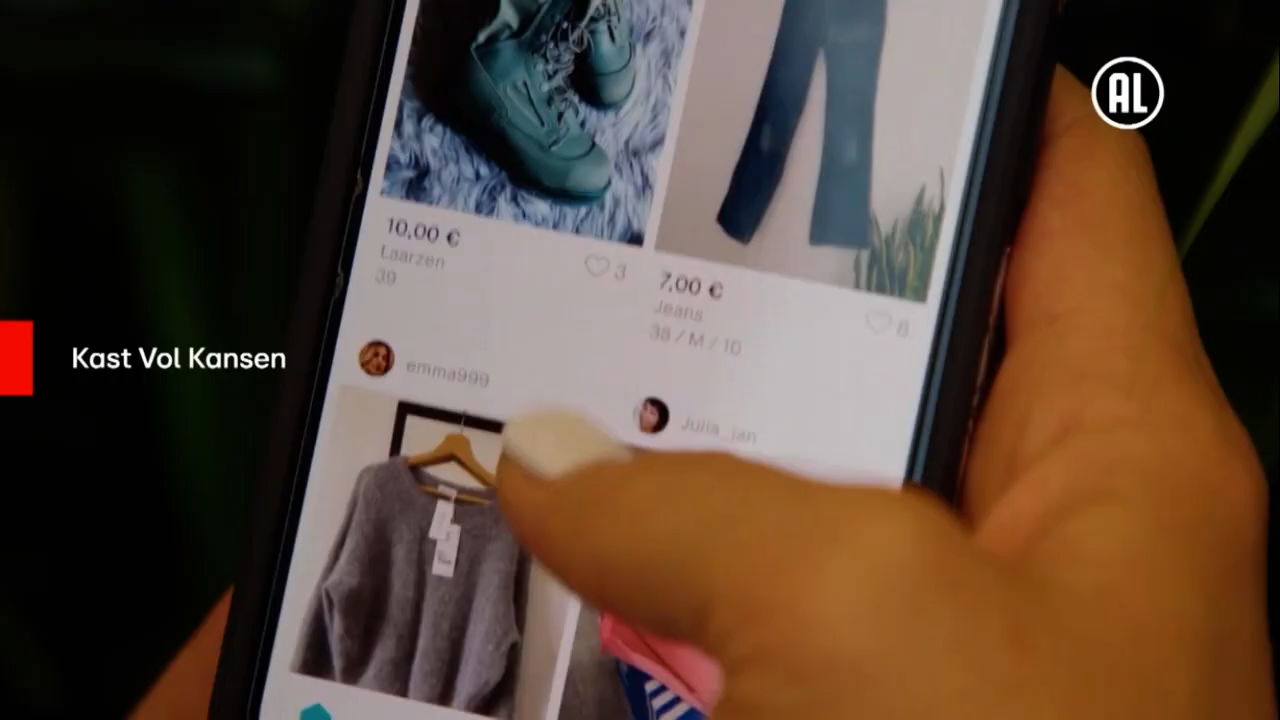 AL
10,00 €
Laarzen
3
39
7,00 €
Jeans
8
38 / M / 10
Kast Vol Kansen
emma999
Julia_jan